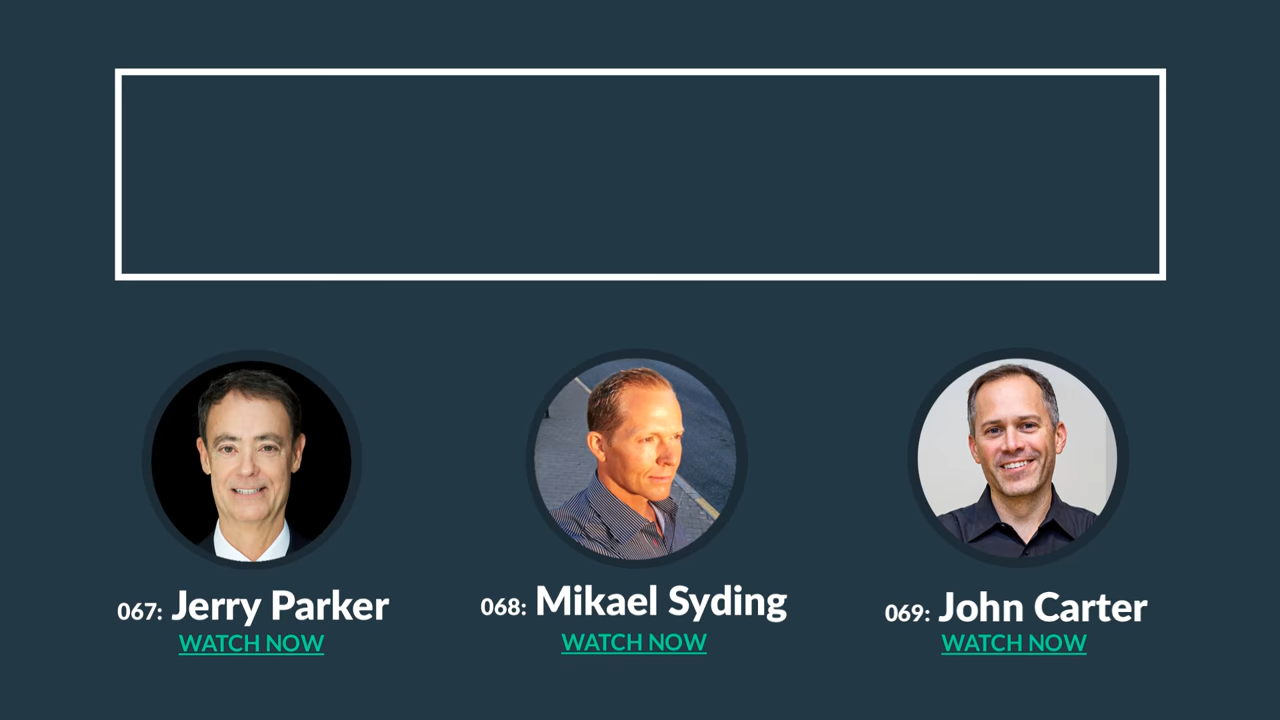 067: Jerry Parker
WATCH NOW
068: Mikael Syding
WATCH NOW
069: John Carter
WATCH NOW